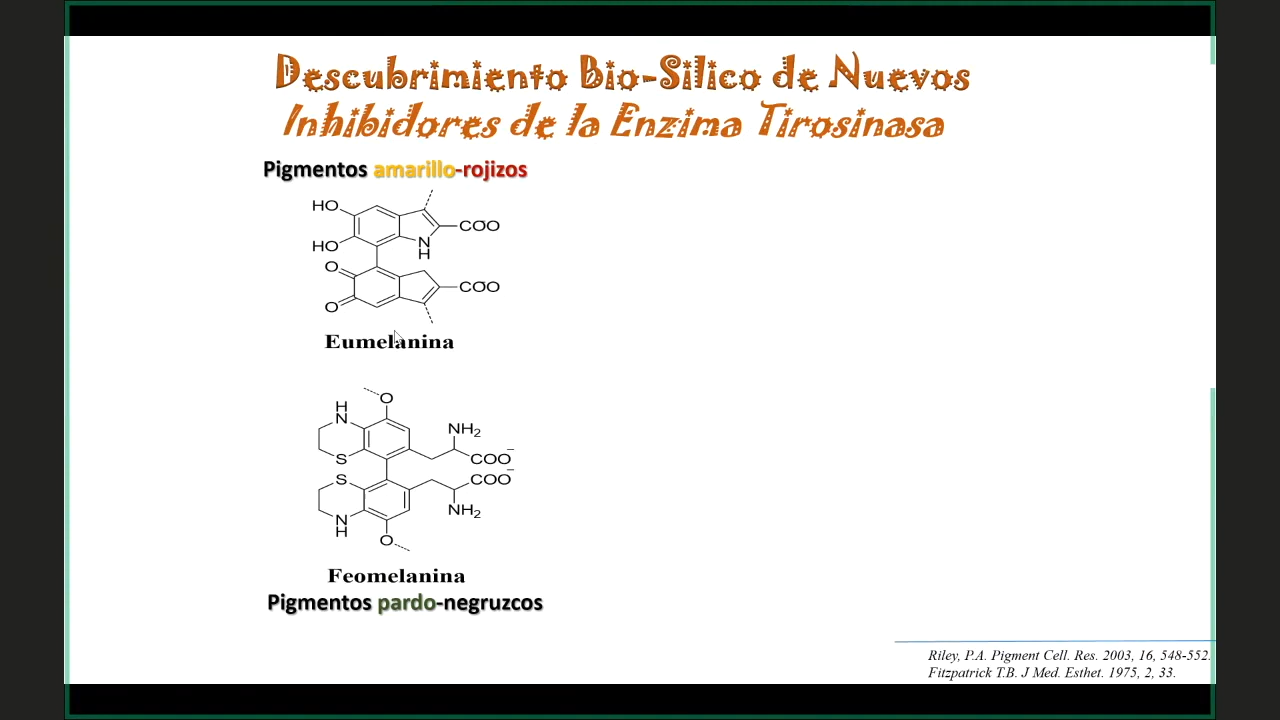 Descubrimiento Bio-Silico de Nuevos
Inhibidores de la Enzima Tirosinasa
Pigmentos amarillo-rojizos
HO
HO
N
H
COO
O
O
COO
Eumelanina
O
H
N
S
NH2
COO-
S
N
H
COO-
NH2
O
Feomelanina
Pigmentos pardo-negruzcos
Riley, P.A. Pigment Cell. Res. 2003, 16, 548-552.
Fitzpatrick T.B. J Med. Esthet. 1975, 2, 33.